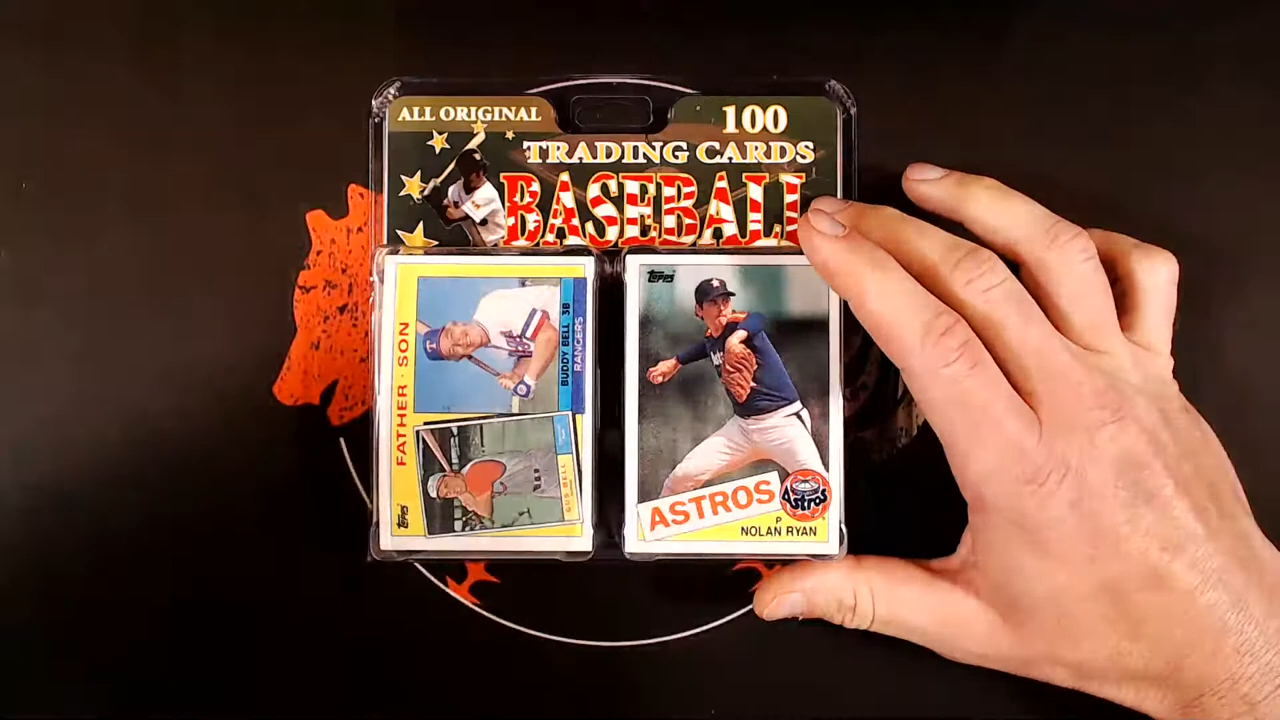 ALL ORIGINAL
100
TRADING CARDS
BASEBALL
FATHER · SON
BUDDY BELL 3B
RANGERS
GUS BELL
Topps
Topps
ASTROS
Astros
P
NOLAN RYAN